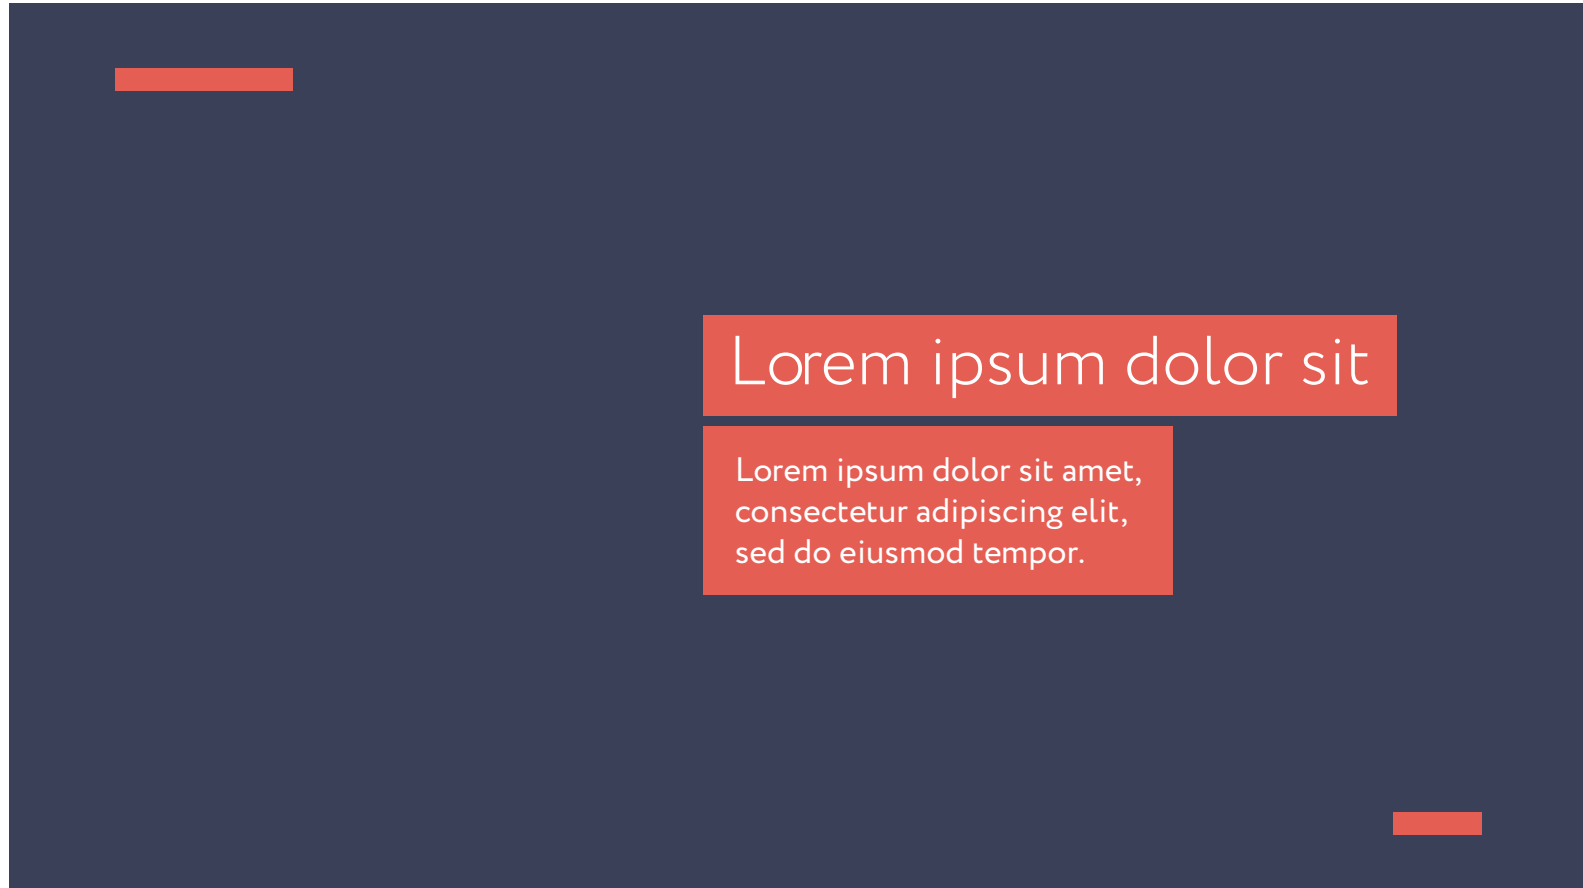 Lorem ipsum dolor sit
Lorem ipsum dolor sit amet,
consectetur adipiscing elit,
sed do eiusmod tempor.